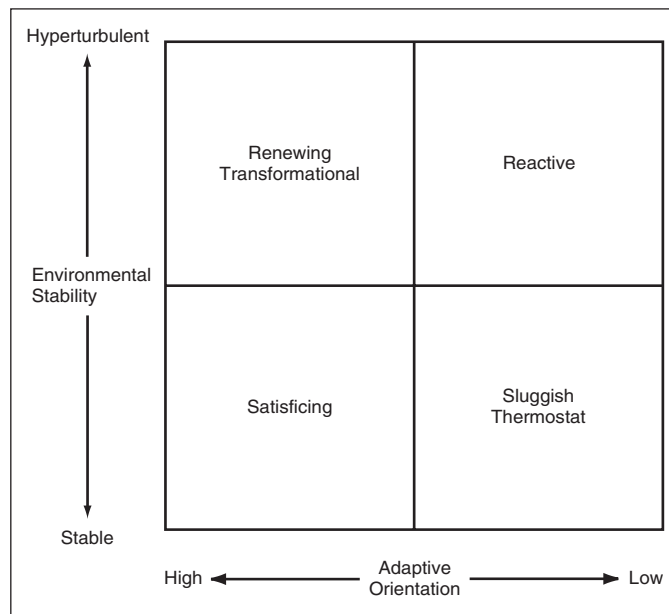 Hyperturbulent
Renewing
Transformational
Reactive
Environmental
Stability
Satisficing
Sluggish
Thermostat
Stable
High
Adaptive
Orientation
Low